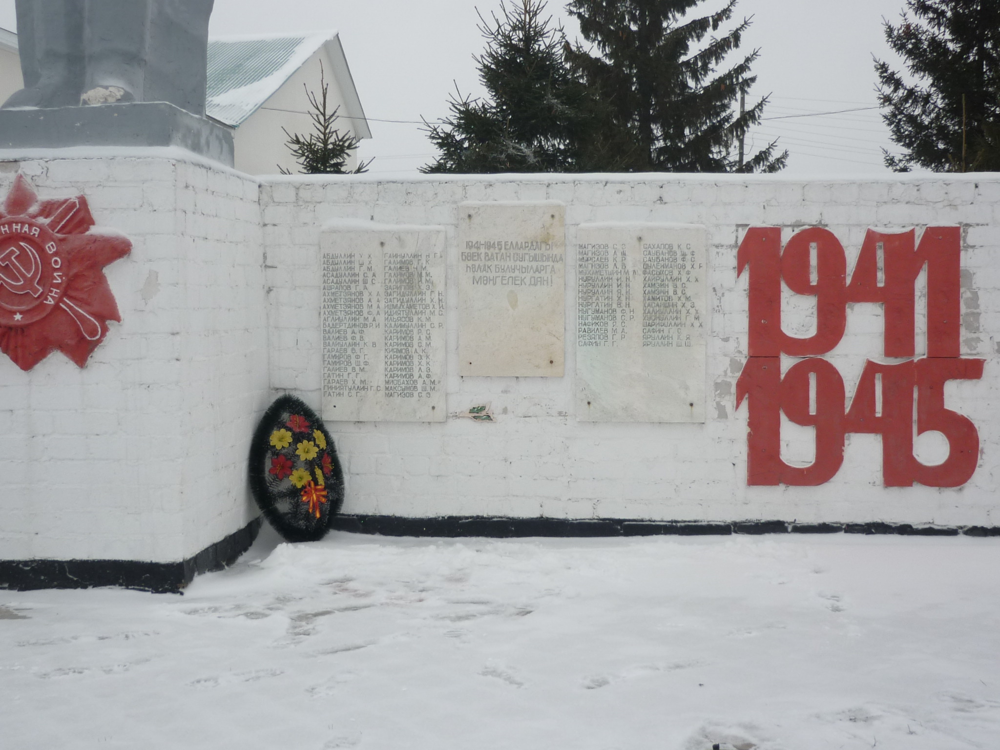 ННАЯ ВОЙНА
АБДУЛЛИН У. Х.
АБДУЛЛИН Ш. Х.
АБДУЛЛИН Г. М.
АСАДУЛЛИН С. А.
АСАДУЛЛИН Ш. С.
АШРАПОВ Г. А.
АХМЕТЗЯНОВ Х. А.
АХМЕТЗЯНОВ А. А.
АХМЕТЗЯНОВ М. А.
АХМЕТЗЯНОВ Ф. А.
АГЛИУЛЛИН М. А.
БАДЕРТДИНОВ Р. И.
ВАЛИЕВ А. Ф.
ВАЛИЕВ Ф. В.
ВАЛИУЛЛИН К. В.
ГАРАЕВ В. Г.
ГАМИРОВ Ф. Г.
ГАМИРОВ Ш. Ф.
ГАЛИЕВ В. М.
ГАТИН Г. Г.
ГАРАЕВ Х. М.
ГИНИЯТУЛЛИН Г. С.
ГАТИН С. Г.
ГАЙНУЛЛИН Н. Г.
ГАЛИМОВ Г. К.
ГАЛИЕВ Н. М.
ГАЛИМОВ М. М.
ГАЛИМОВ И. М.
ЗАРИПОВ Х. З.
ЗАГИДУЛЛИН Г. Н.
ЗАГИДУЛЛИН Х. Н.
ИШМУХАМЕТОВ Х. И.
ИДИЯТУЛЛИН М. С.
ИЛЬЯСОВ К. М.
КАЛИМУЛЛИН С. Р.
КАРИМОВ Р. С.
КАРИМОВ А. М.
КАРИМОВ С. М.
КИЯМОВ А. К.
КАРИМОВ З. К.
КАРИМОВ Х. К.
КАРИМОВ Л. З.
КАРИМОВ А. Ф.
МИСБАХОВ А. М.
МАКСУМОВ Ш. М.
МАГИЗОВ С. З.
1941-1945 ЕЛЛАРДАГЫ
БӨЕК ВАТАН СУГЫШЫНДА
ҺӘЛАК БУЛУЧЫЛАРГА
МӘҢГЕЛЕК ДАН!
МАГИЗОВ С. З.
МАГИЗОВ А. Ш.
МУРСАЕВ К. Р.
МАГИЗОВ Л. В.
МУХАМЕТШИН М. М.
НУРУЛЛИН И. Н.
НУРУЛЛИН И. Н.
НУРУЛЛИН Я. Н.
НУРГАТИН Х. Н.
НУРГАТИН В. Н.
НУГУМАНОВ Ф. Н.
НУГУМАНОВ С. Р.
НАФИКОВ Я. С.
РАВИЛЕВ М. А.
РЕЗЯПОВ Г. Р.
САФИН Г. Г.
САХАПОВ К. С.
САУБАНОВ Ш. Ф.
САУБАНОВ Ф. С.
СУЛЕЙМАНОВ Х. Р.
ФАСЫХОВ Х. Ф.
ХАЙРУЛЛИН Х. Х.
ХАМЗИН В. С.
ХАМЗИН В. С.
ХАМИТОВ Х. М.
ХАСАНШИН Х. З.
ХАЛИУЛЛИН Х. Х.
ХУСНУЛЛИН Г. М.
ШАРИФУЛЛИН Х. Х.
САФИН Г. С.
ЯРУЛЛИН К. Я.
ЯРУЛЛИН Ш. Ш.
1941
1945